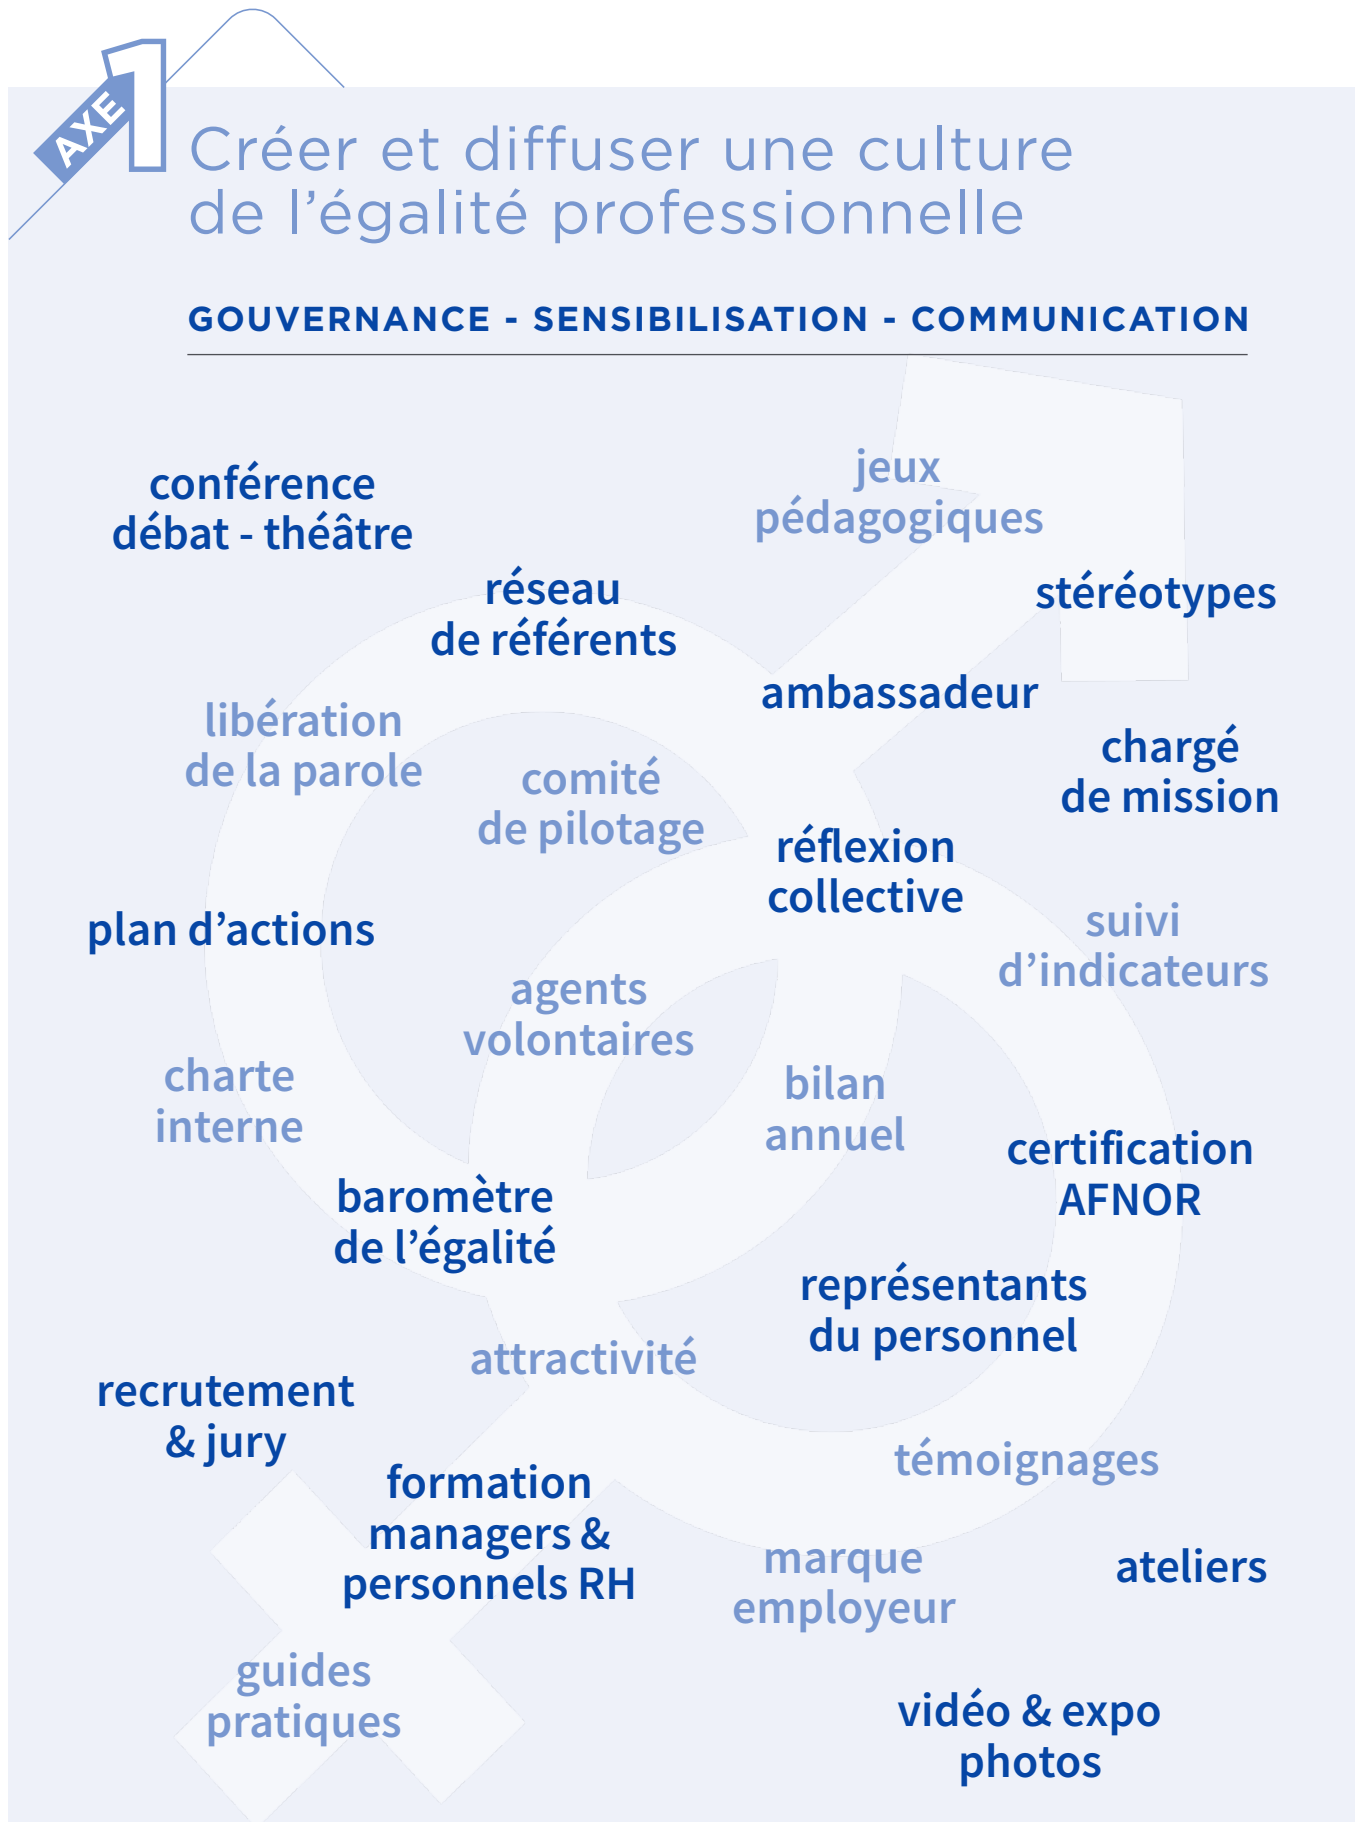 AXE 1
Créer et diffuser une culture
de l’égalité professionnelle
GOUVERNANCE - SENSIBILISATION - COMMUNICATION
conférence
débat - théâtre
jeux
pédagogiques
réseau
de référents
stéréotypes
ambassadeur
libération
de la parole
chargé
de mission
comité
de pilotage
réflexion
collective
plan d’actions
suivi
d’indicateurs
agents
volontaires
charte
interne
bilan
annuel
certification
AFNOR
baromètre
de l’égalité
représentants
du personnel
attractivité
recrutement
& jury
témoignages
formation
managers &
personnels RH
marque
employeur
ateliers
guides
pratiques
vidéo & expo
photos